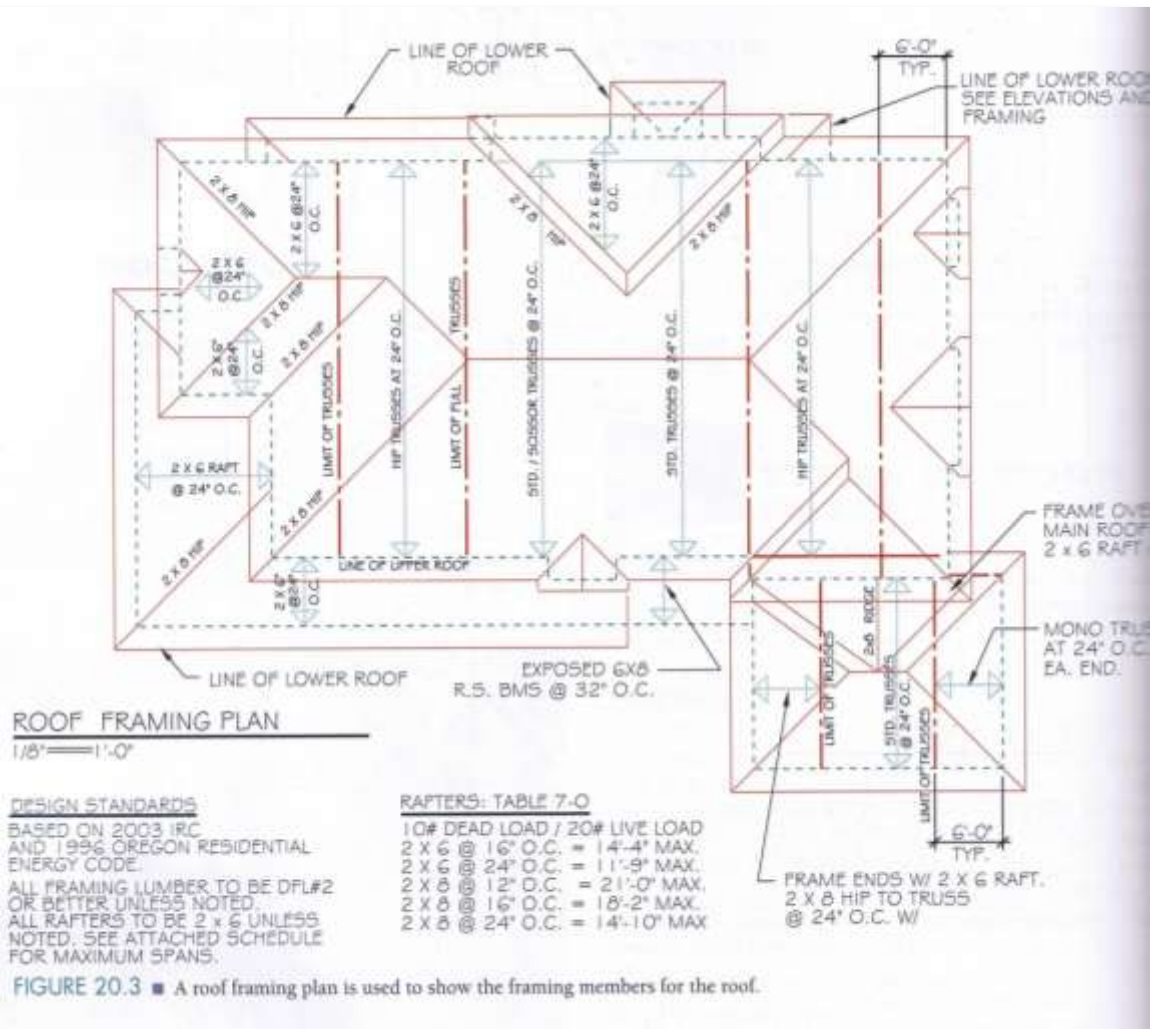 LINE OF LOWER
ROOF
6'-0"
TYP.
LINE OF LOWER ROO
SEE ELEVATIONS AND
FRAMING
2 X 8 HIP
2 X 6 @24"
O.C.
2 X 8 HIP
2 X 6 @24"
O.C.
2 X 8 HIP
2 X 6
@24"
O.C.
2 X 8 HIP
2 X 6"
@24"
O.C.
2 X 8 HIP
LIMIT OF TRUSSES
HIP TRUSSES AT 24" O.C.
LIMIT OF FULL TRUSSES
STD. / SCISSOR TRUSSES @ 24" O.C.
STD. TRUSSES @ 24" O.C.
HIP TRUSSES AT 24" O.C.
2 X 6 RAFT
@ 24" O.C.
2 X 8 HIP
2 X 8 HIP
LINE OF UPPER ROOF
2 X 6"
@24"
O.C.
FRAME OVE
MAIN ROOF
2 x 6 RAFT
2x8 RIDGE
MONO TRUS
AT 24" O.C.
EA. END.
LINE OF LOWER ROOF
EXPOSED 6X8
R.S. BMS @ 32" O.C.
LIMIT OF TRUSSES
STD. TRUSSES
@ 24" O.C.
LIMIT OF TRUSSES
6'-0"
TYP.
FRAME ENDS W/ 2 X 6 RAFT.
2 X 8 HIP TO TRUSS
@ 24" O.C. W/
ROOF FRAMING PLAN
1/8"═══1'-0"
DESIGN STANDARDS
BASED ON 2003 IRC
AND 1996 OREGON RESIDENTIAL
ENERGY CODE.
ALL FRAMING LUMBER TO BE DFL#2
OR BETTER UNLESS NOTED.
ALL RAFTERS TO BE 2 x 6 UNLESS
NOTED. SEE ATTACHED SCHEDULE
FOR MAXIMUM SPANS.
RAFTERS: TABLE 7-O
10# DEAD LOAD / 20# LIVE LOAD
2 X 6 @ 16" O.C. = 14'-4" MAX.
2 X 6 @ 24" O.C. = 11'-9" MAX.
2 X 8 @ 12" O.C. = 21'-0" MAX.
2 X 8 @ 16" O.C. = 18'-2" MAX.
2 X 8 @ 24" O.C. = 14'-10" MAX
FIGURE 20.3 ■ A roof framing plan is used to show the framing members for the roof.